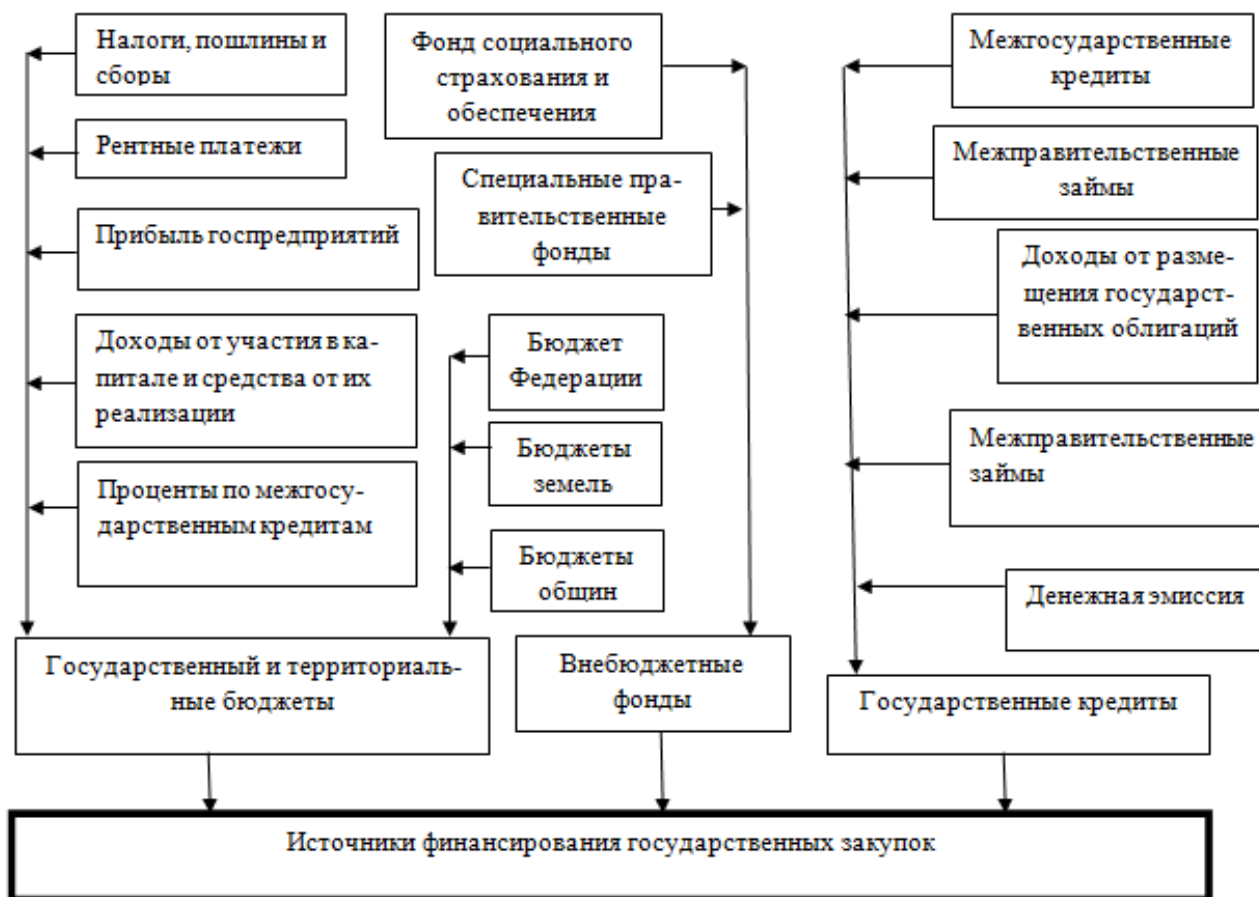 Налоги, пошлины и
сборы
Рентные платежи
Прибыль госпредприятий
Доходы от участия в ка-
питале и средства от их
реализации
Проценты по межгосу-
дарственным кредитам
Фонд социального
страхования и
обеспечения
Специальные пра-
вительственные
фонды
Бюджет
Федерации
Бюджеты
земель
Бюджеты
общин
Межгосударственные
кредиты
Межправительственные
займы
Доходы от разме-
щения государст-
венных облигаций
Межправительственные
займы
Денежная эмиссия
Государственный и территориаль-
ные бюджеты
Внебюджетные
фонды
Государственные кредиты
Источники финансирования государственных закупок